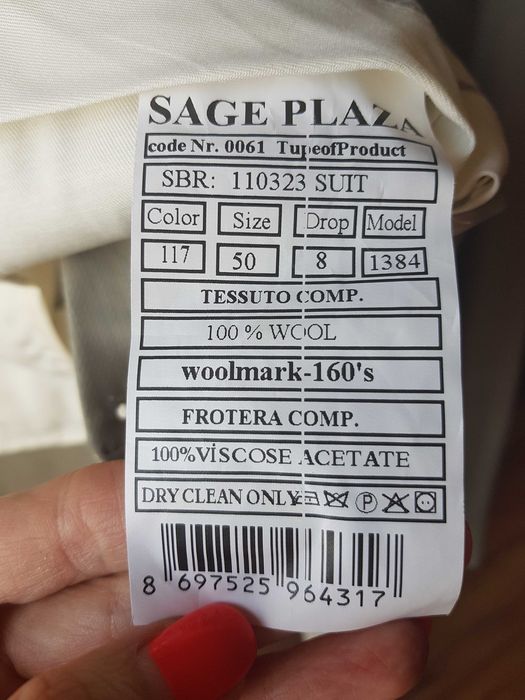 SAGE PLAZA
code Nr. 0061 TupeofProduct
SBR: 110323 SUIT
Color Size Drop Model
117 50 8 1384
TESSUTO COMP.
100 % WOOL
woolmark-160's
FROTERA COMP.
100%VİSCOSE ACETATE
DRY CLEAN ONLY
8 697525 964317